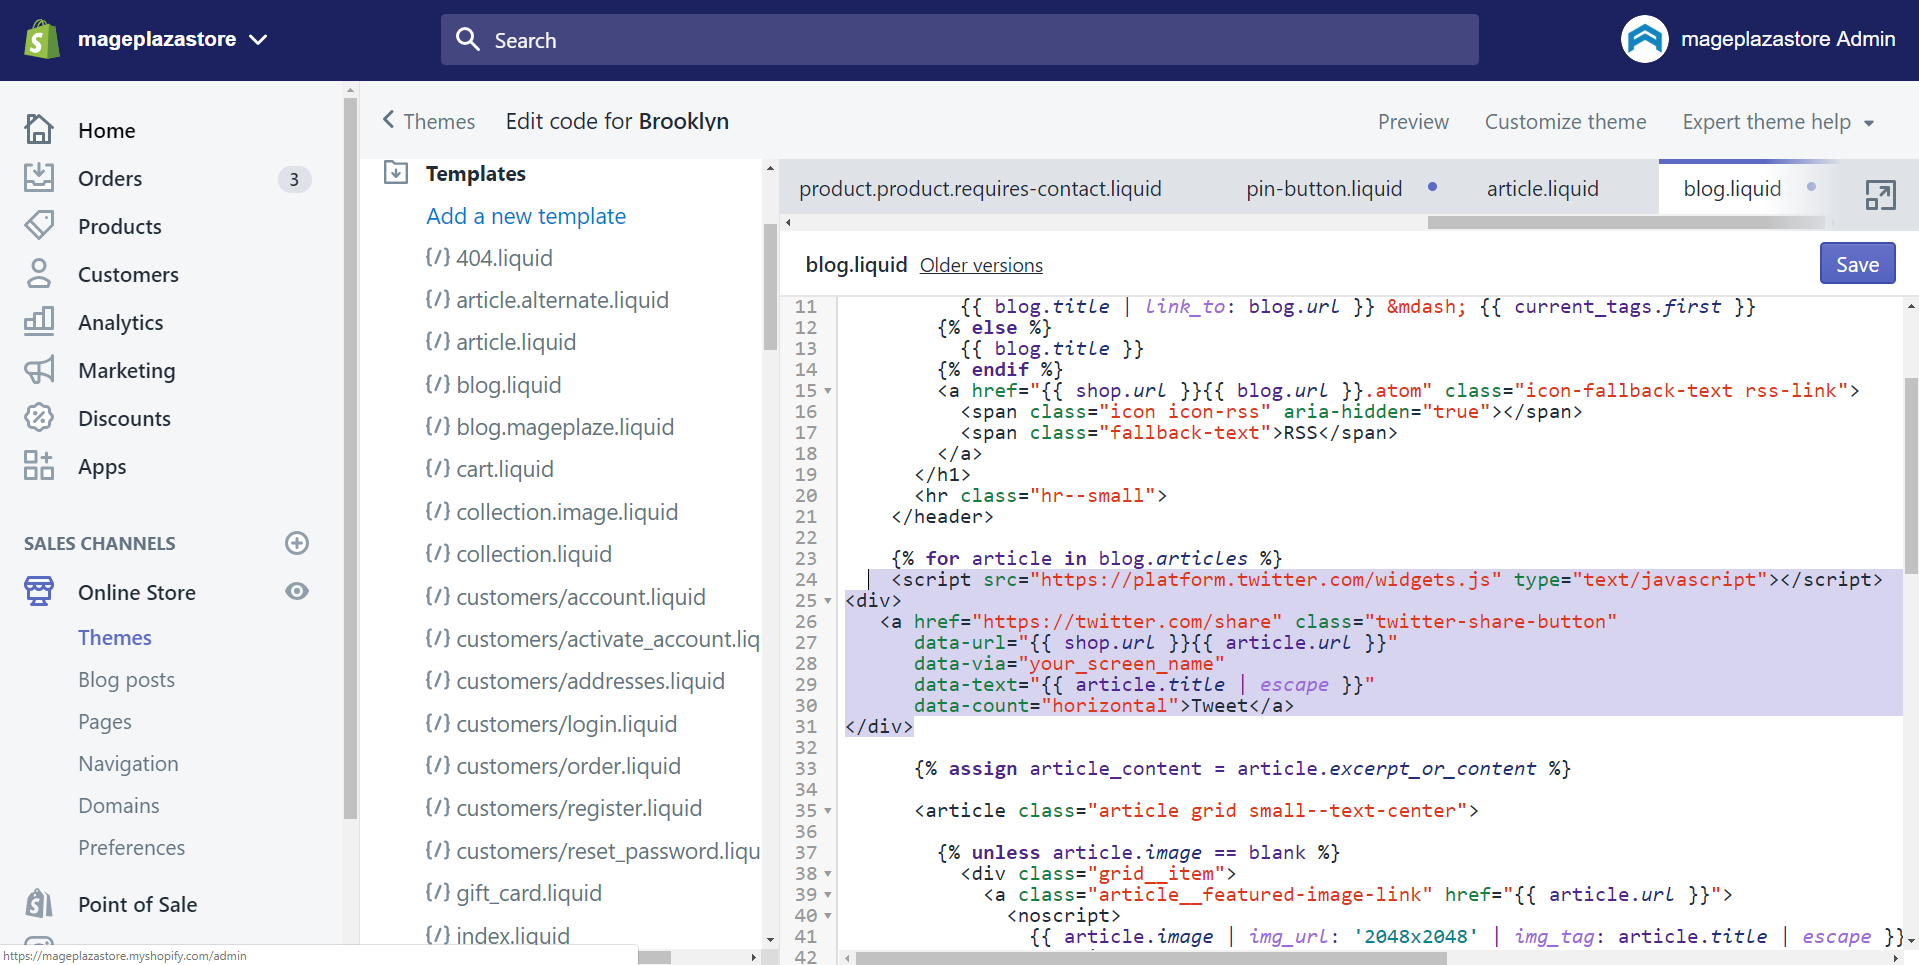 mageplazastore
Search
mageplazastore Admin
Home
Orders
3
Products
Customers
Analytics
Marketing
Discounts
Apps
SALES CHANNELS
Online Store
Themes
Blog posts
Pages
Navigation
Domains
Preferences
Point of Sale
https://mageplazastore.myshopify.com/admin
Themes
Edit code for Brooklyn
Preview
Customize theme
Expert theme help
Templates
Add a new template
{/} 404.liquid
{/} article.alternate.liquid
{/} article.liquid
{/} blog.liquid
{/} blog.mageplaze.liquid
{/} cart.liquid
{/} collection.image.liquid
{/} collection.liquid
{/} customers/account.liquid
{/} customers/activate_account.liq
{/} customers/addresses.liquid
{/} customers/login.liquid
{/} customers/order.liquid
{/} customers/register.liquid
{/} customers/reset_password.liqu
{/} gift_card.liquid
{/} index.liquid
product.product.requires-contact.liquid
pin-button.liquid
article.liquid
blog.liquid
blog.liquid Older versions
Save
11 {{ blog.title | link_to: blog.url }} &mdash; {{ current_tags.first }}
12 {% else %}
13 {{ blog.title }}
14 {% endif %}
15 <a href="{{ shop.url }}{{ blog.url }}.atom" class="icon-fallback-text rss-link">
16 <span class="icon icon-rss" aria-hidden="true"></span>
17 <span class="fallback-text">RSS</span>
18 </a>
19 </h1>
20 <hr class="hr--small">
21 </header>
22
23 {% for article in blog.articles %}
24 <script src="https://platform.twitter.com/widgets.js" type="text/javascript"></script>
25 <div>
26 <a href="https://twitter.com/share" class="twitter-share-button"
27 data-url="{{ shop.url }}{{ article.url }}"
28 data-via="your_screen_name"
29 data-text="{{ article.title | escape }}"
30 data-count="horizontal">Tweet</a>
31 </div>
32
33 {% assign article_content = article.excerpt_or_content %}
34
35 <article class="article grid small--text-center">
36
37 {% unless article.image == blank %}
38 <div class="grid__item">
39 <a class="article__featured-image-link" href="{{ article.url }}">
40 <noscript>
41 {{ article.image | img_url: '2048x2048' | img_tag: article.title | escape }}
42